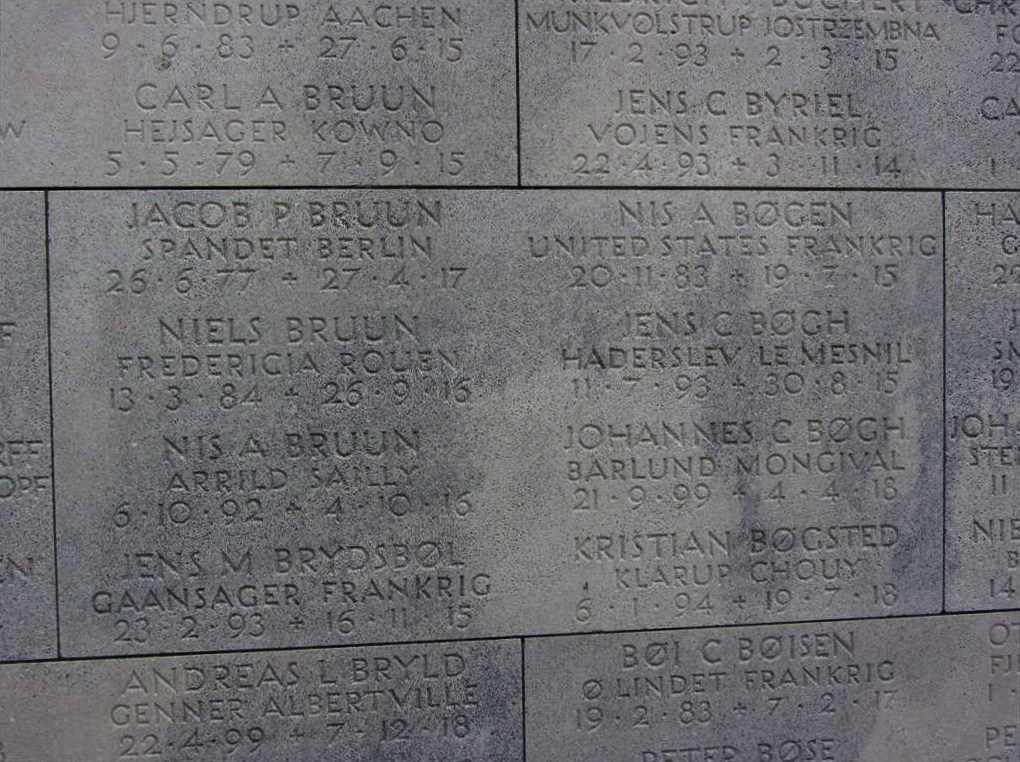 HJERNDRUP AACHEN
9·6·83 + 27·6·15
CARL A BRUUN
HEJSAGER KOWNO
5·5·79 + 7·9·15
JACOB P BRUUN
SPANDET BERLIN
26·6·77 + 27·4·17
NIELS BRUUN
FREDERICIA ROUEN
13·3·84 + 26·9·16
NIS A BRUUN
ARRILD SAILLY
6·10·92 + 4·10·16
JENS M BRYDSBØL
GAANSAGER FRANKRIG
23·2·93 + 16·11·15
ANDREAS L BRYLD
GENNER ALBERTVILLE
22·4·99 + 7·12·18
MUNKVOLSTRUP JOSTRZEMBNA
17·2·93 + 2·3·15
JENS C BYRIEL
VOJENS FRANKRIG
22·4·93 + 3·11·14
NIS A BØGEN
UNITED STATES FRANKRIG
20·11·83 + 19·7·15
JENS C BØGH
HADERSLEV LE MESNIL
11·7·93 + 30·8·15
JOHANNES C BØGH
BARLUND MONGIVAL
21·9·99 + 4·4·18
KRISTIAN BØGSTED
KLARUP CHOUY
6·1·94 + 19·7·18
BØI C BØISEN
Ø LINDET FRANKRIG
19·2·83 + 7·2·17
PETER BØSE